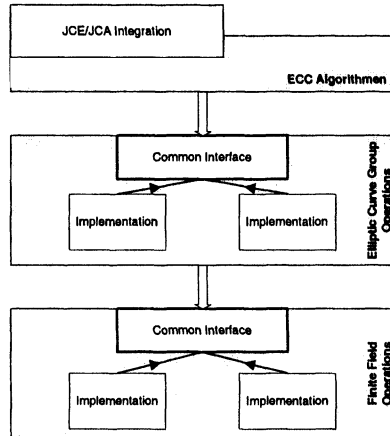 JCE/JCA Integration
ECC Algorithmen
Common Interface
Implementation
Implementation
Elliptic Curve Group
Operations
Common Interface
Implementation
Implementation
Finite Field
Operations